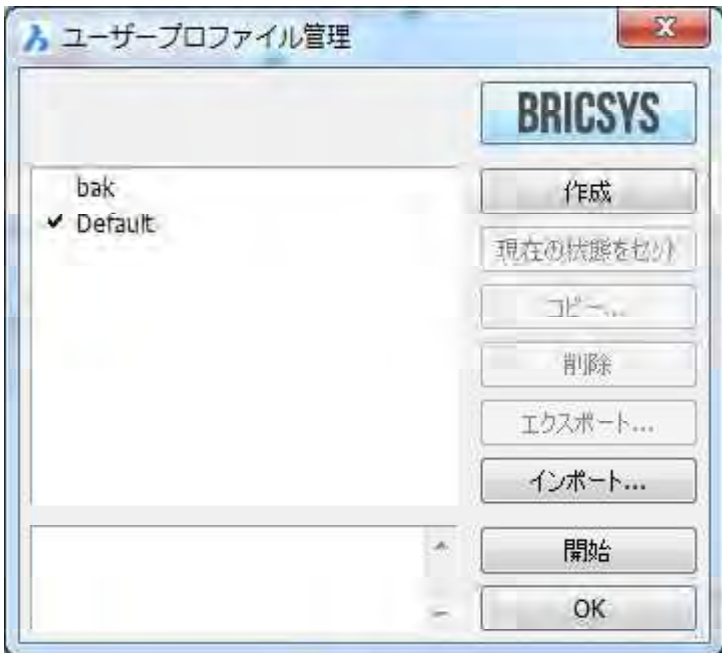 ユーザープロファイル管理
BRICSYS
bak
Default
作成
現在の状態をセット
コピー...
削除
エクスポート...
インポート...
開始
OK